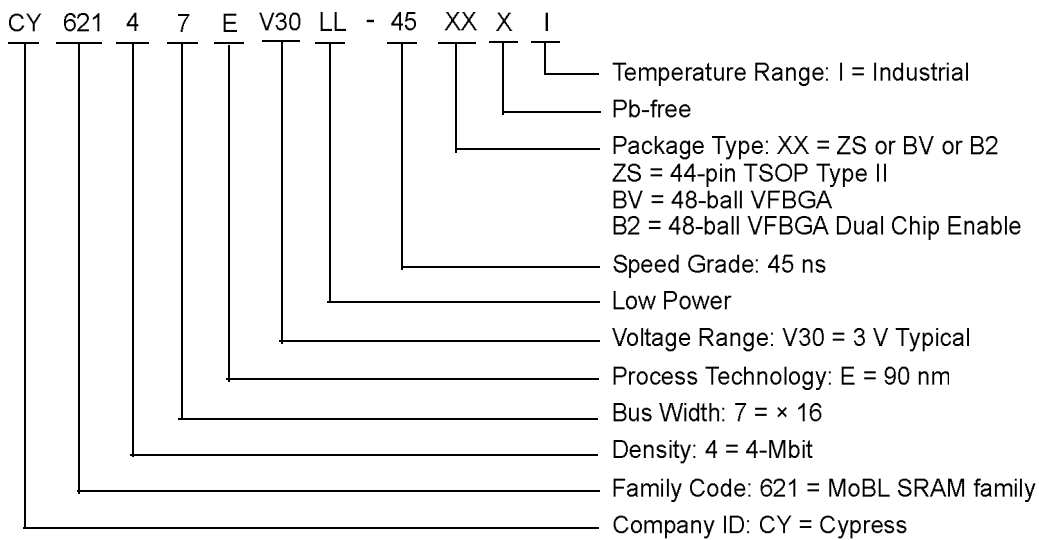 CY 621 4 7 E V30 LL - 45 XX X I
Temperature Range: I = Industrial
Pb-free
Package Type: XX = ZS or BV or B2
ZS = 44-pin TSOP Type II
BV = 48-ball VFBGA
B2 = 48-ball VFBGA Dual Chip Enable
Speed Grade: 45 ns
Low Power
Voltage Range: V30 = 3 V Typical
Process Technology: E = 90 nm
Bus Width: 7 = × 16
Density: 4 = 4-Mbit
Family Code: 621 = MoBL SRAM family
Company ID: CY = Cypress